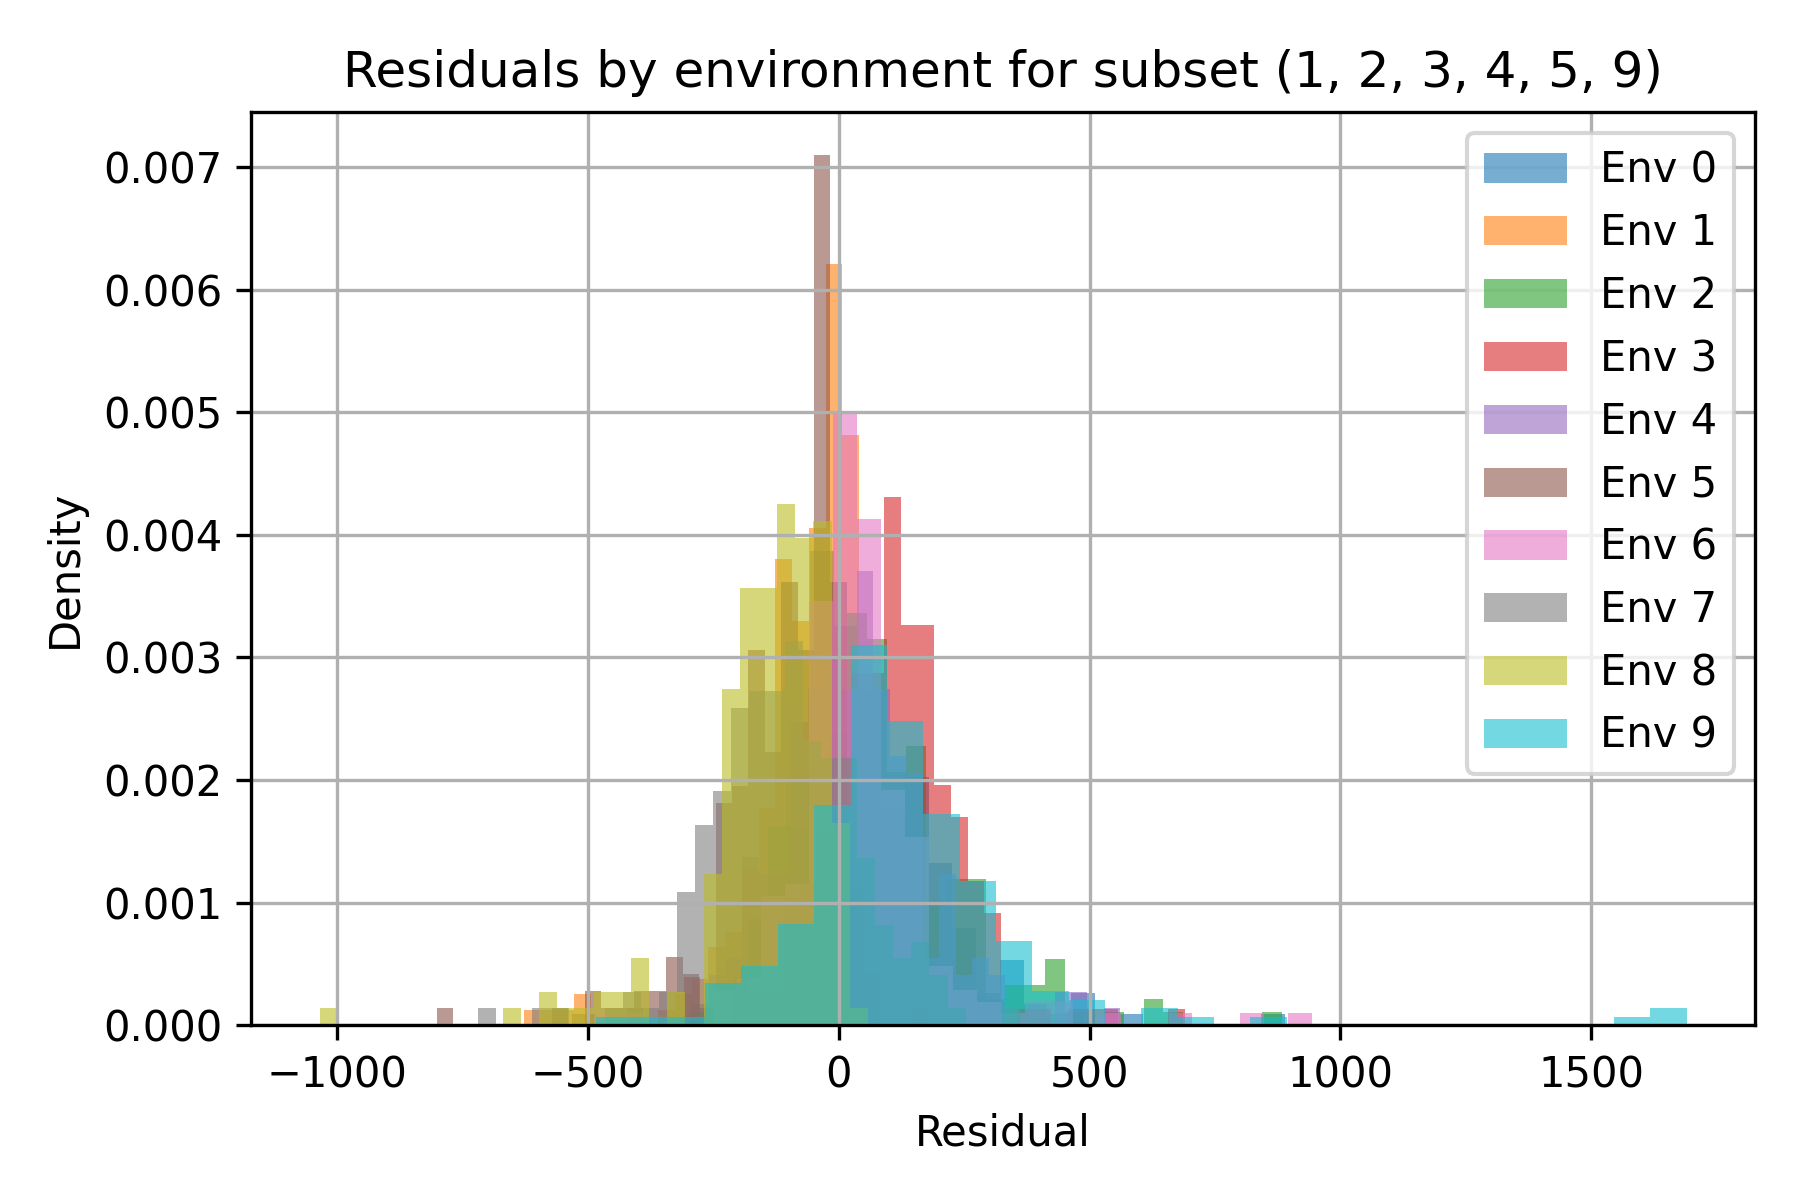 Residuals by environment for subset (1, 2, 3, 4, 5, 9)
0.007
0.006
0.005
0.004
0.003
0.002
0.001
0.000
Density
Env 0
Env 1
Env 2
Env 3
Env 4
Env 5
Env 6
Env 7
Env 8
Env 9
−1000
−500
0
500
1000
1500
Residual